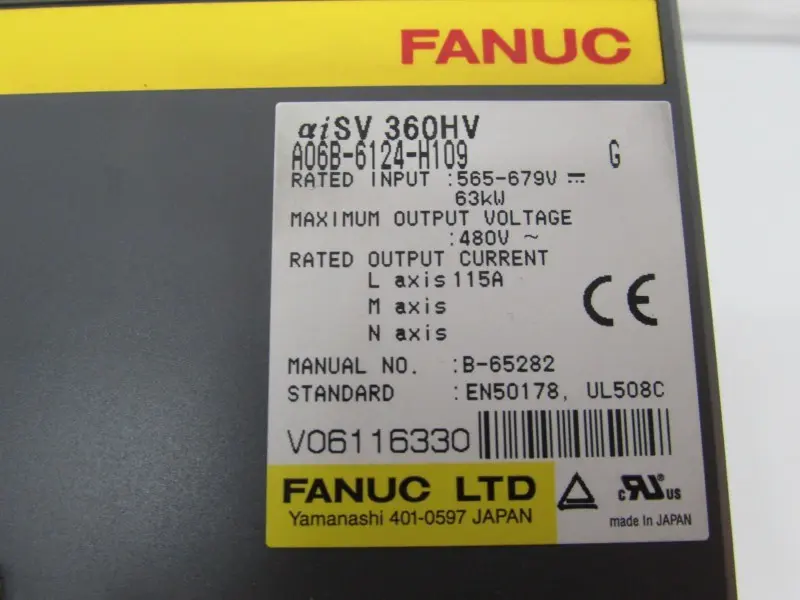 FANUC
αiSV 360HV
A06B-6124-H109 G
RATED INPUT :565-679V ⎓
63kW
MAXIMUM OUTPUT VOLTAGE
:480V ~
RATED OUTPUT CURRENT
L axis 115A
M axis
N axis
CE
MANUAL NO. :B-65282
STANDARD :EN50178, UL508C
V06116330
FANUC LTD
Yamanashi 401-0597 JAPAN
c RU US
made in JAPAN